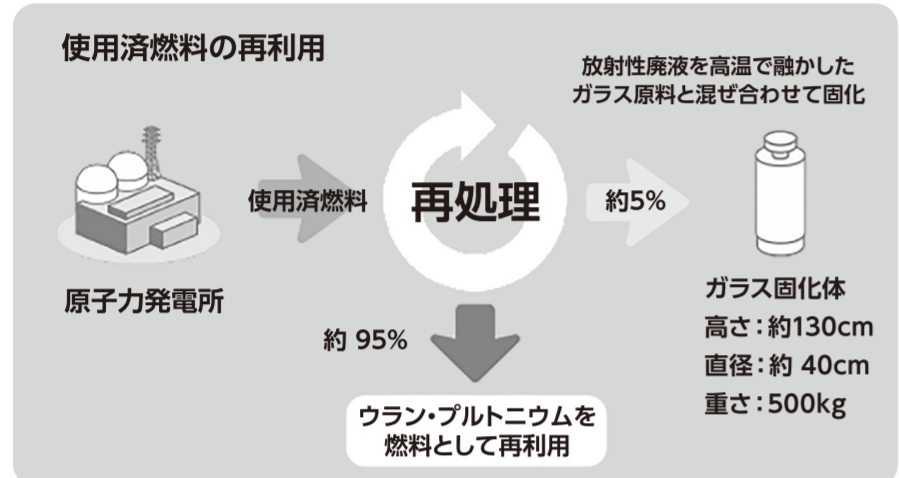 使用済燃料の再利用
放射性廃液を高温で融かした
ガラス原料と混ぜ合わせて固化
使用済燃料
再処理
約5%
原子力発電所
ガラス固化体
高さ：約130cm
直径：約 40cm
重さ：500kg
約 95%
ウラン・プルトニウムを
燃料として再利用